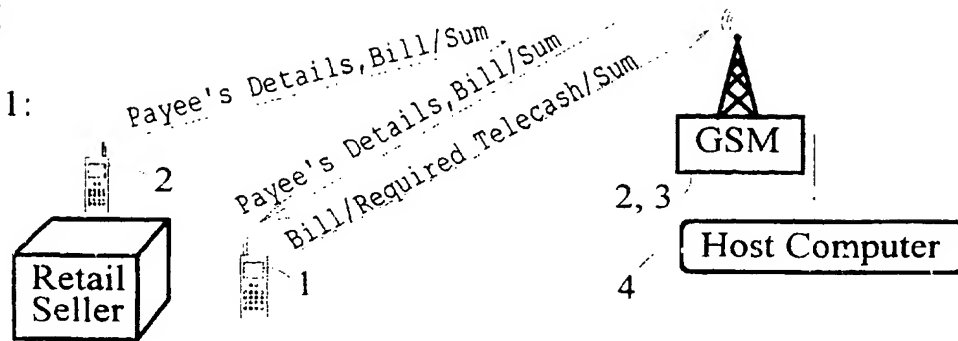 1:
Payee's Details,Bill/Sum
Payee's Details,Bill/Sum
Bill/Required Telecash/Sum
2
1
Retail
Seller
GSM
2, 3
Host Computer
4